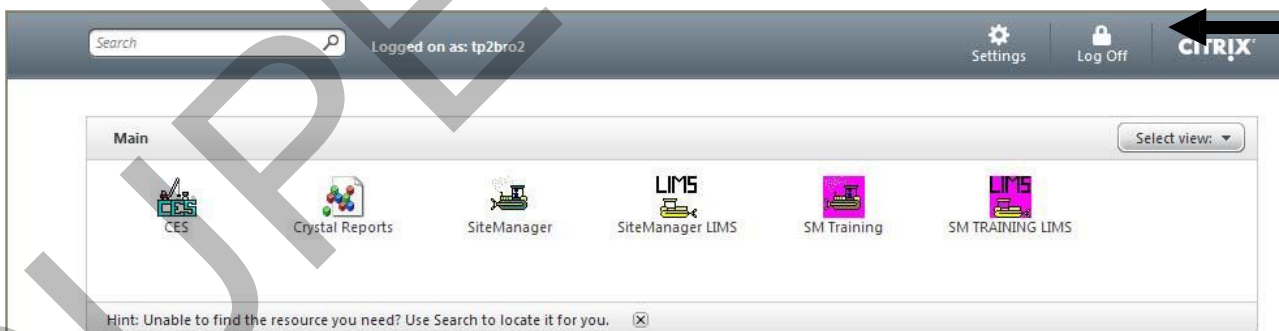 Search Logged on as: tp2bro2 Settings Log Off CITRIX
Main Select view:
CES
LIMS LIMS
CES Crystal Reports SiteManager SiteManager LIMS SM Training SM TRAINING LIMS
Hint: Unable to find the resource you need? Use Search to locate it for you.